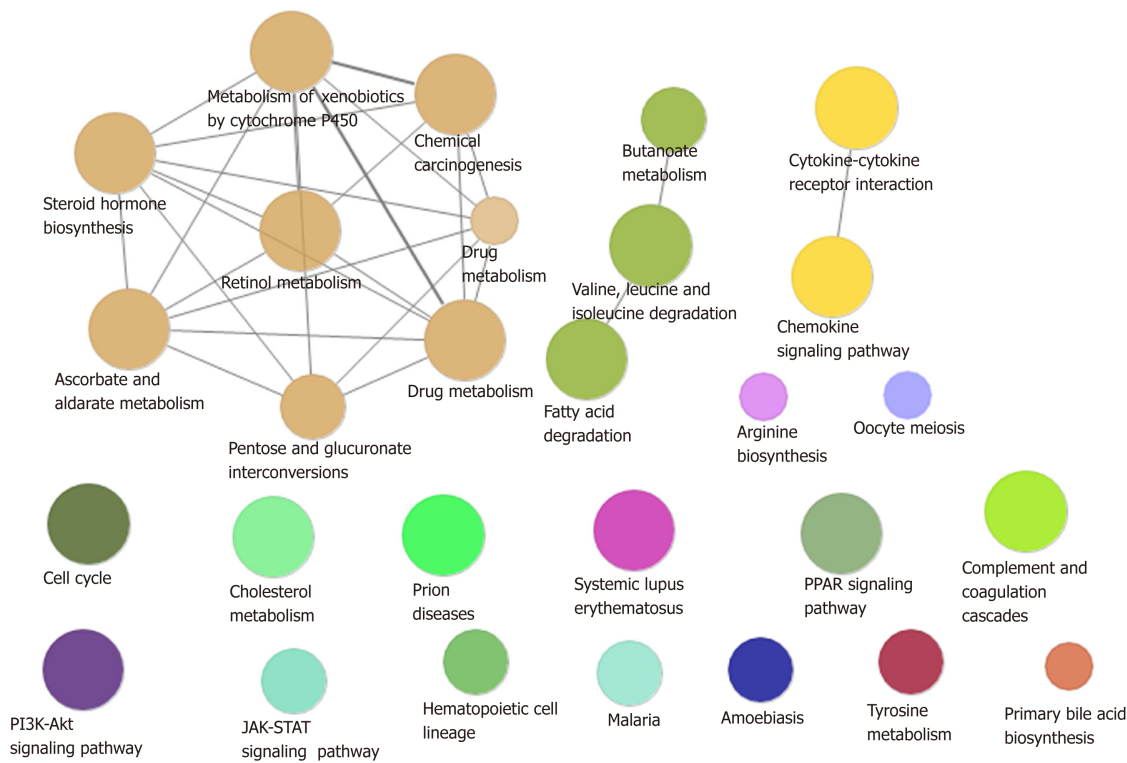 Metabolism of xenobiotics
by cytochrome P450
Chemical
carcinogenesis
Steroid hormone
biosynthesis
Retinol metabolism
Drug
metabolism
Ascorbate and
aldarate metabolism
Drug metabolism
Pentose and glucuronate
interconversions
Butanoate
metabolism
Valine, leucine and
isoleucine degradation
Fatty acid
degradation
Cytokine-cytokine
receptor interaction
Chemokine
signaling pathway
Arginine
biosynthesis
Oocyte meiosis
Cell cycle
Cholesterol
metabolism
Prion
diseases
Systemic lupus
erythematosus
PPAR signaling
pathway
Complement and
coagulation
cascades
PI3K-Akt
signaling pathway
JAK-STAT
signaling pathway
Hematopoietic cell
lineage
Malaria
Amoebiasis
Tyrosine
metabolism
Primary bile acid
biosynthesis